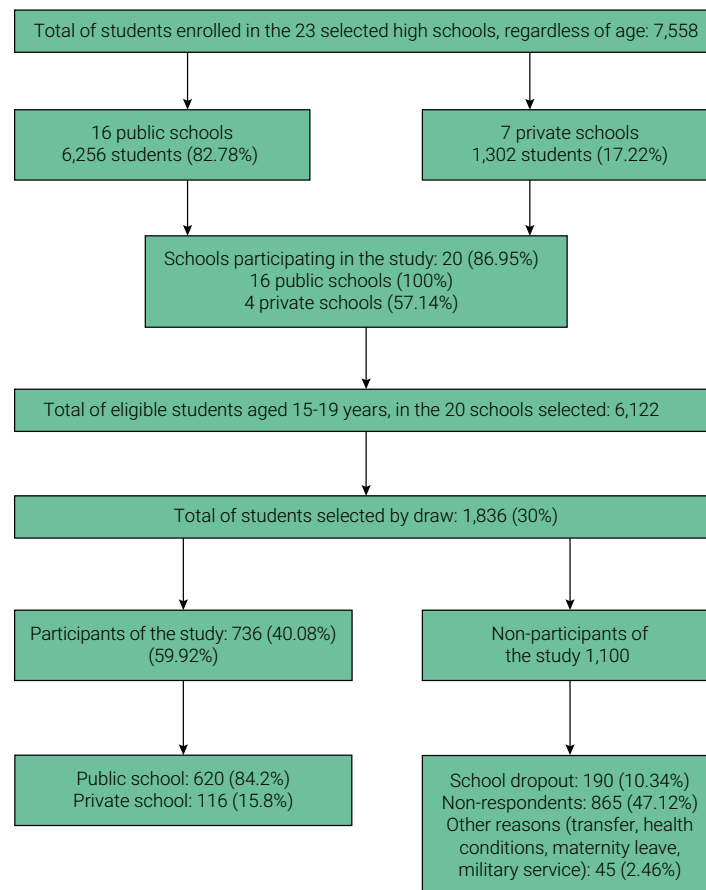 Total of students enrolled in the 23 selected high schools, regardless of age: 7,558
16 public schools
6,256 students (82.78%)
7 private schools
1,302 students (17.22%)
Schools participating in the study: 20 (86.95%)
16 public schools (100%)
4 private schools (57.14%)
Total of eligible students aged 15-19 years, in the 20 schools selected: 6,122
Total of students selected by draw: 1,836 (30%)
Participants of the study: 736 (40.08%)
(59.92%)
Non-participants of
the study 1,100
Public school: 620 (84.2%)
Private school: 116 (15.8%)
School dropout: 190 (10.34%)
Non-respondents: 865 (47.12%)
Other reasons (transfer, health
conditions, maternity leave,
military service): 45 (2.46%)